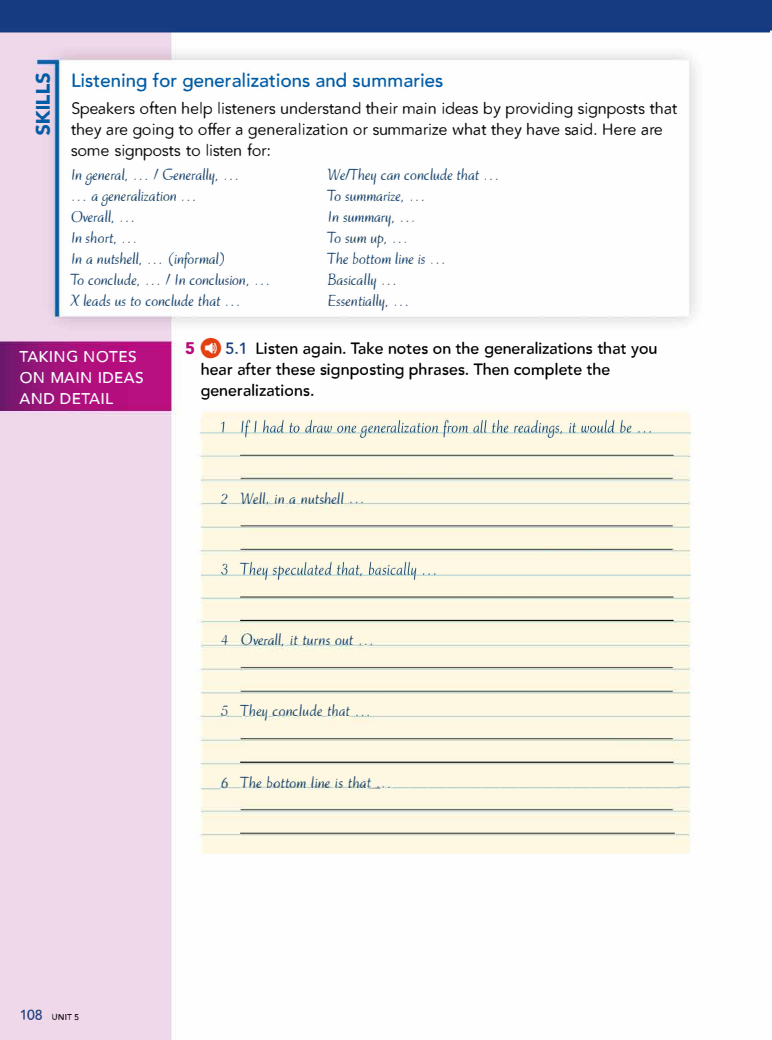 SKILLS
Listening for generalizations and summaries
Speakers often help listeners understand their main ideas by providing signposts that
they are going to offer a generalization or summarize what they have said. Here are
some signposts to listen for:
In general, … / Generally, …
… a generalization …
Overall, …
In short, …
In a nutshell, … (informal)
To conclude, … / In conclusion, …
X leads us to conclude that …
We/They can conclude that …
To summarize, …
In summary, …
To sum up, …
The bottom line is …
Basically …
Essentially, …
TAKING NOTES
ON MAIN IDEAS
AND DETAIL
5 5.1 Listen again. Take notes on the generalizations that you
hear after these signposting phrases. Then complete the
generalizations.
1 If I had to draw one generalization from all the readings, it would be …
2 Well, in a nutshell …
3 They speculated that, basically …
4 Overall, it turns out …
5 They conclude that …
6 The bottom line is that …
108 UNIT 5